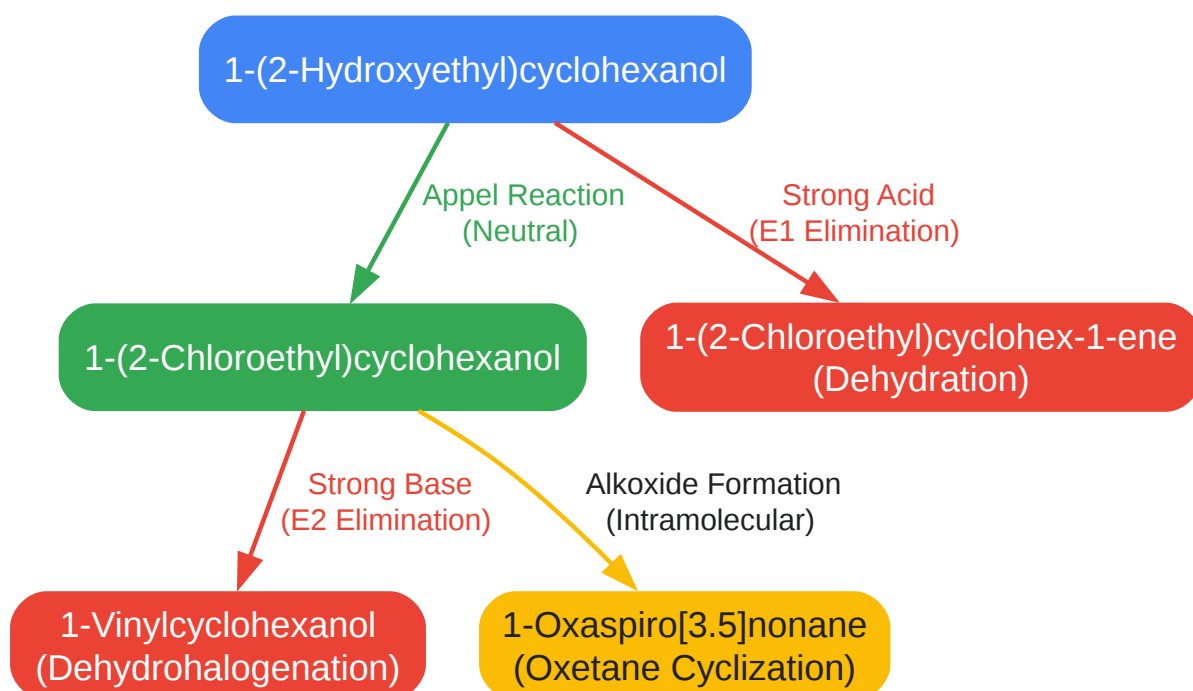 1-(2-Hydroxyethyl)cyclohexanol
Appel Reaction
(Neutral)
Strong Acid
(E1 Elimination)
1-(2-Chloroethyl)cyclohexanol
1-(2-Chloroethyl)cyclohex-1-ene
(Dehydration)
Strong Base
(E2 Elimination)
Alkoxide Formation
(Intramolecular)
1-Vinylcyclohexanol
(Dehydrohalogenation)
1-Oxaspiro[3.5]nonane
(Oxetane Cyclization)